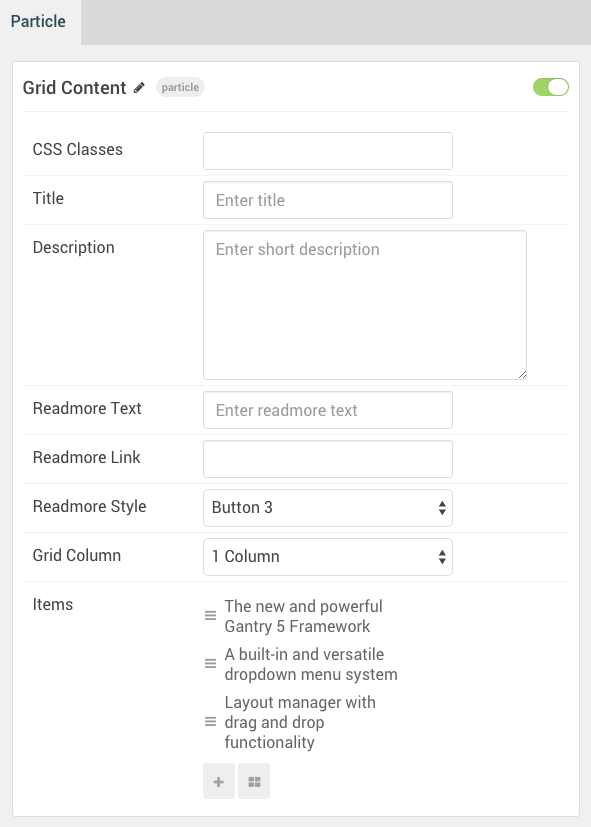 Particle
Grid Content particle
CSS Classes
Title Enter title
Description Enter short description
Readmore Text Enter readmore text
Readmore Link
Readmore Style Button 3
Grid Column 1 Column
Items The new and powerful
Gantry 5 Framework
A built-in and versatile
dropdown menu system
Layout manager with
drag and drop
functionality